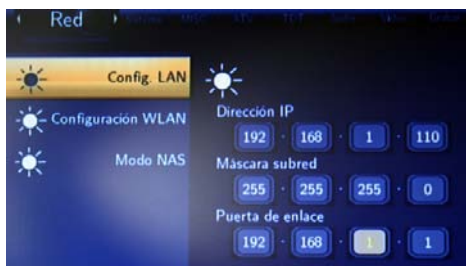 Red
Config. LAN
Configuración WLAN
Modo NAS
Dirección IP
192 · 168 · 1 · 110
Máscara subred
255 · 255 · 255 · 0
Puerta de enlace
192 · 168 · 1 · 1